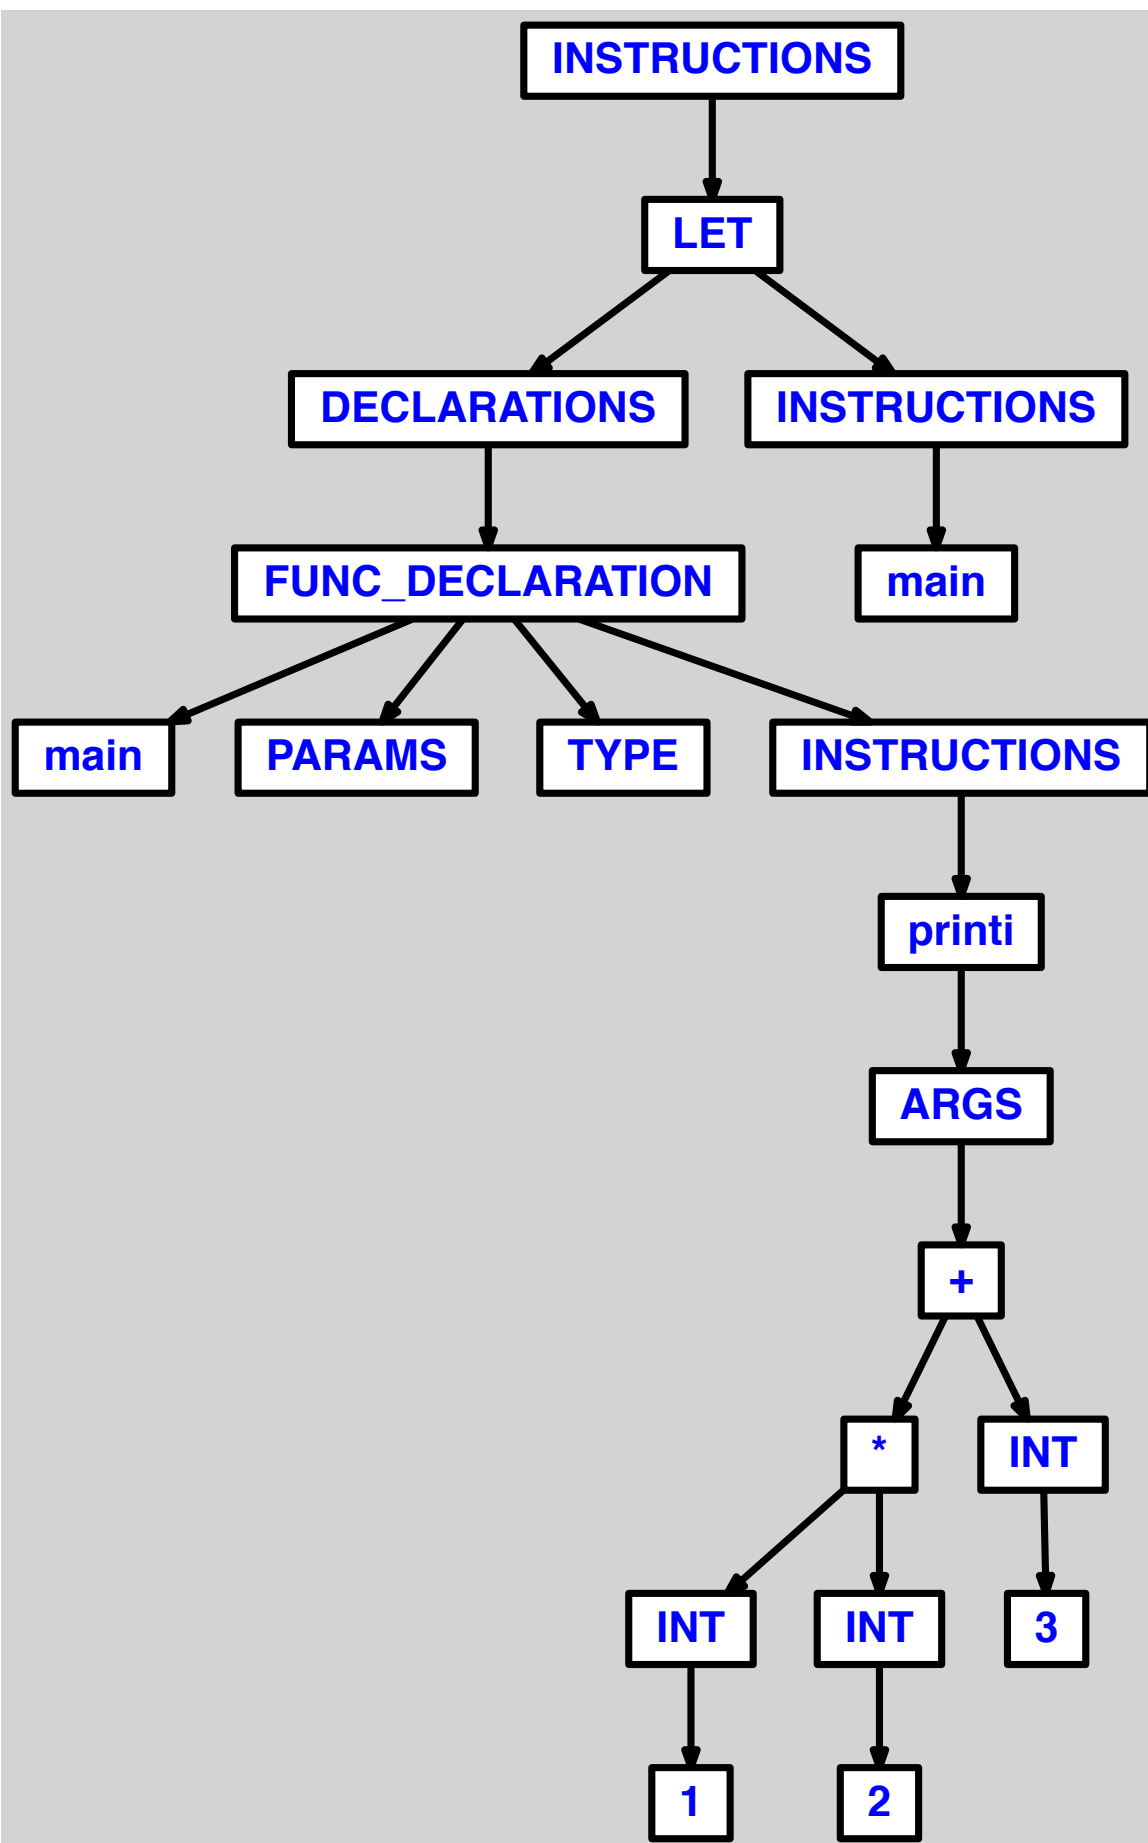 INSTRUCTIONS
LET
DECLARATIONS
INSTRUCTIONS
FUNC_DECLARATION
main
main
PARAMS
TYPE
INSTRUCTIONS
printi
ARGS
+
*
INT
INT
INT
3
1
2